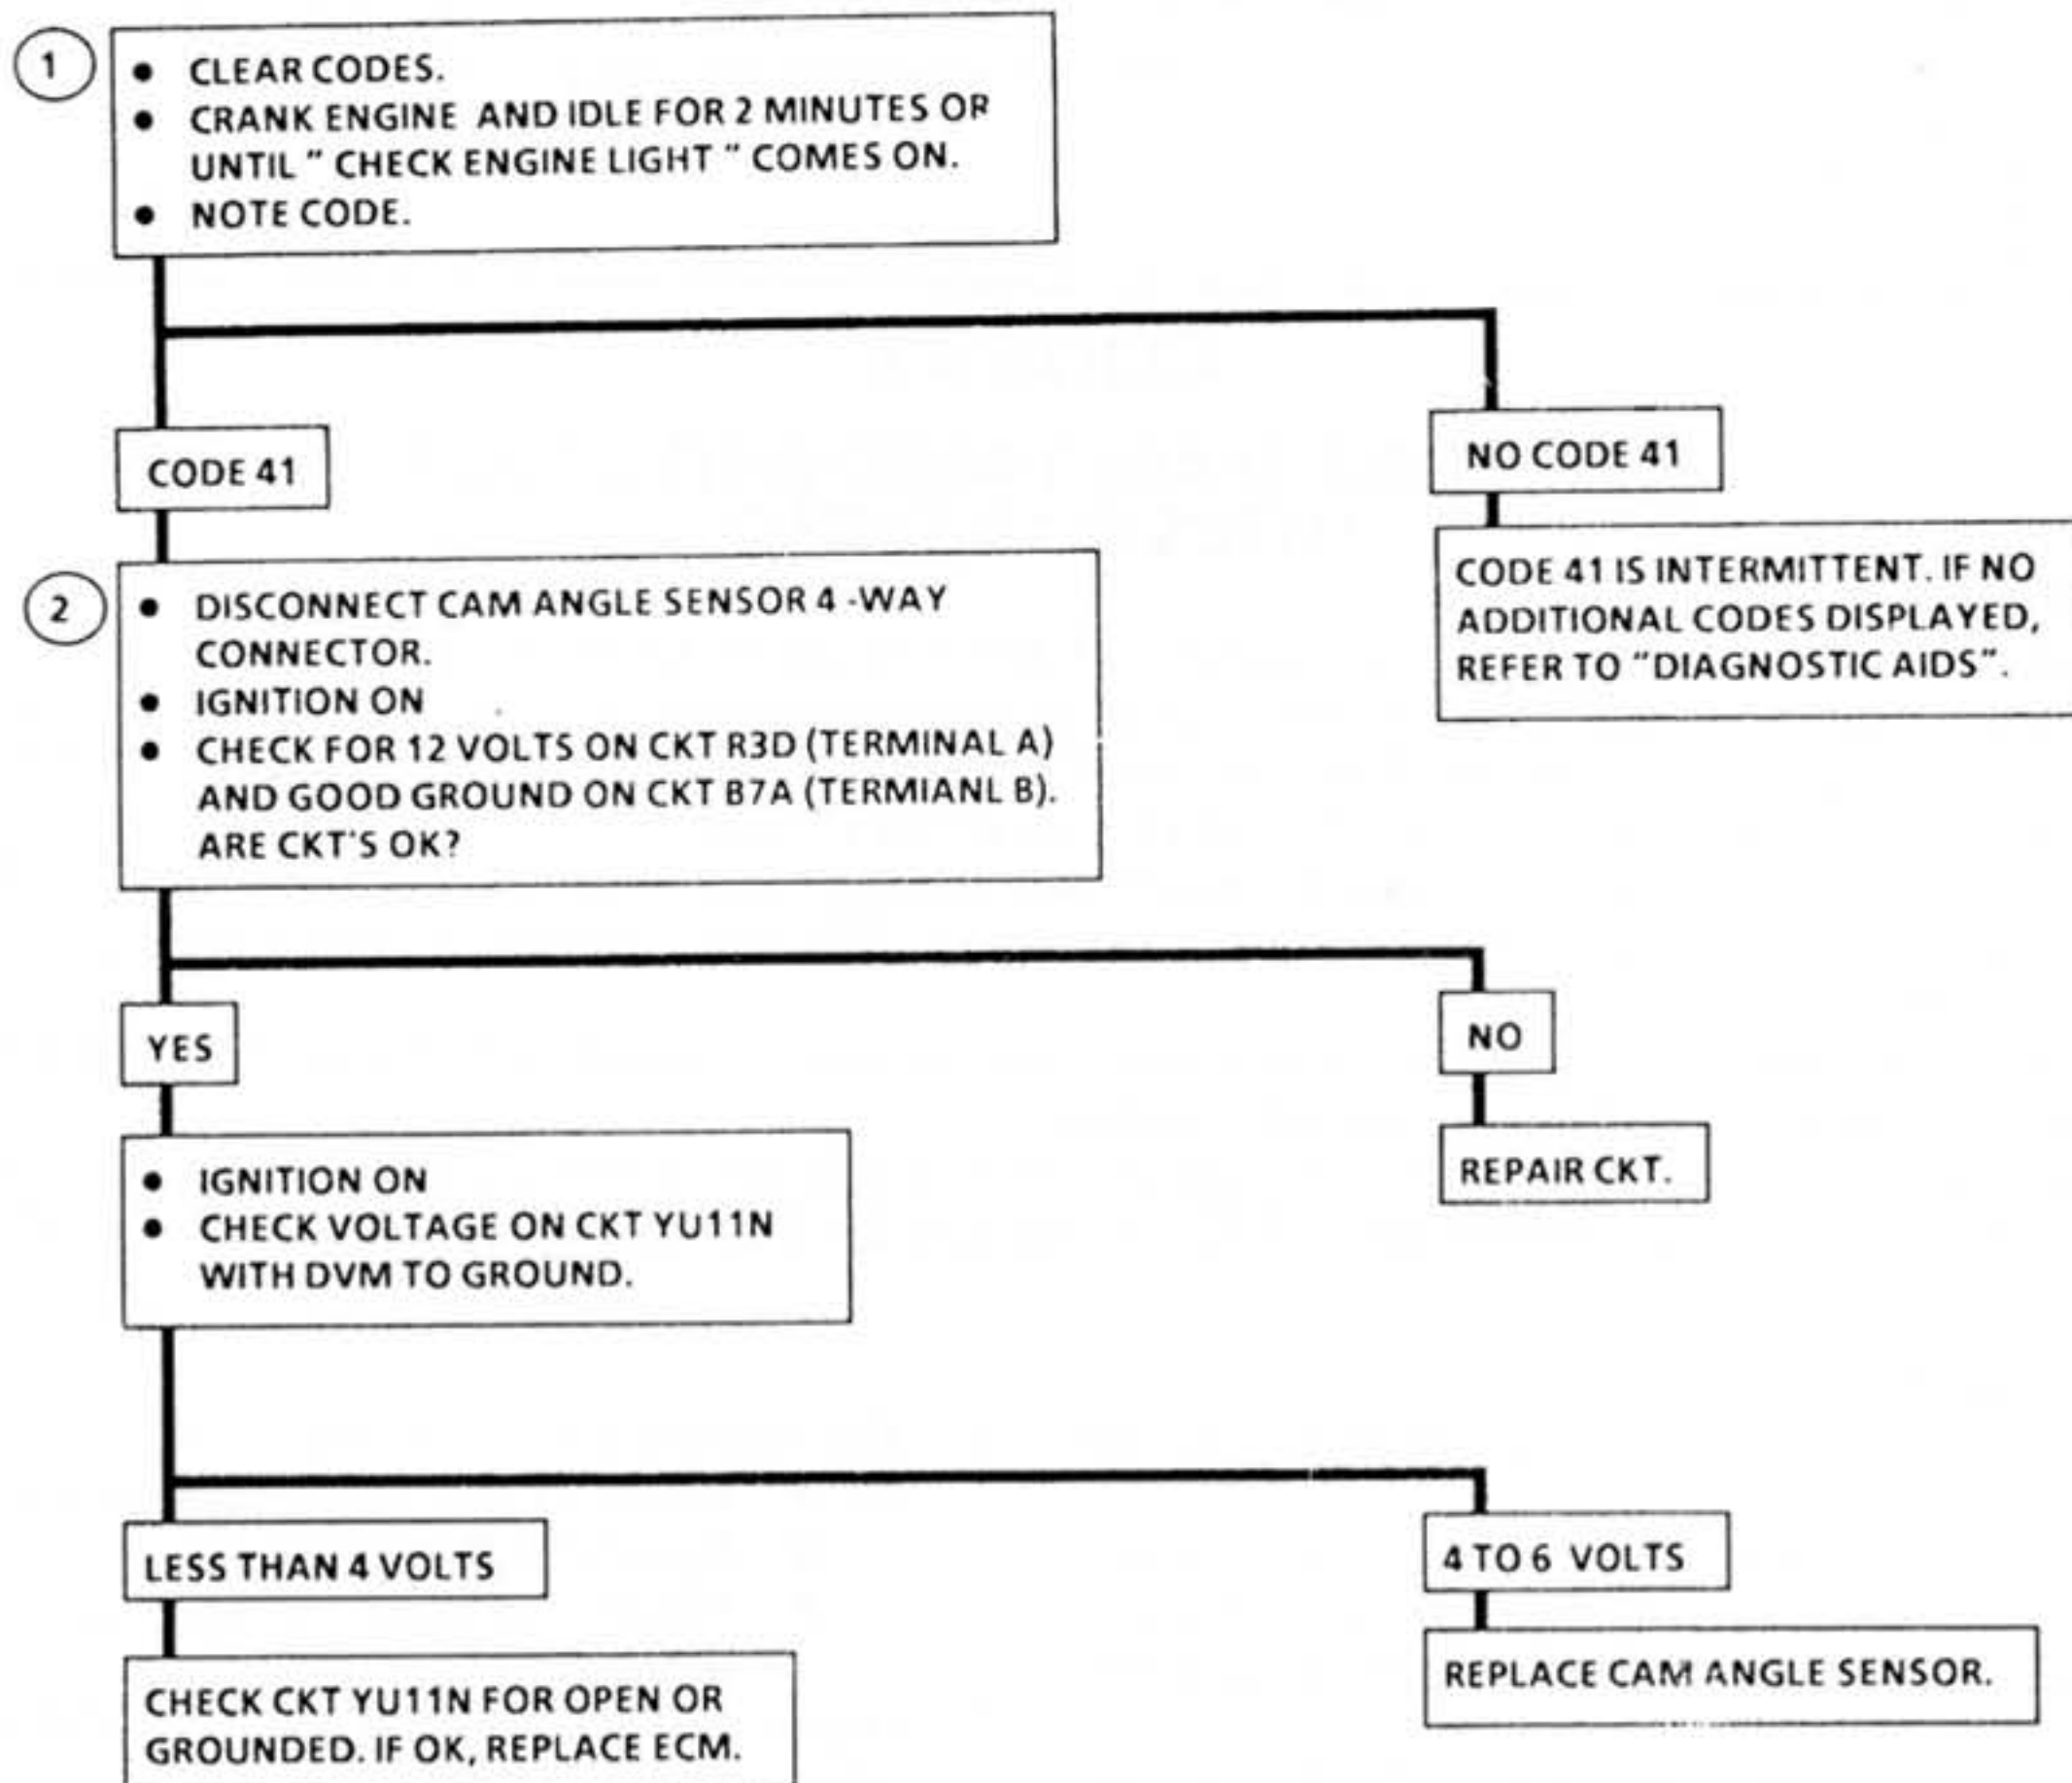 1
● CLEAR CODES.
● CRANK ENGINE AND IDLE FOR 2 MINUTES OR
UNTIL " CHECK ENGINE LIGHT " COMES ON.
● NOTE CODE.
CODE 41
NO CODE 41
CODE 41 IS INTERMITTENT. IF NO
ADDITIONAL CODES DISPLAYED,
REFER TO "DIAGNOSTIC AIDS".
2
● DISCONNECT CAM ANGLE SENSOR 4 -WAY
CONNECTOR.
● IGNITION ON
● CHECK FOR 12 VOLTS ON CKT R3D (TERMINAL A)
AND GOOD GROUND ON CKT B7A (TERMIANL B).
ARE CKT'S OK?
YES
NO
REPAIR CKT.
● IGNITION ON
● CHECK VOLTAGE ON CKT YU11N
WITH DVM TO GROUND.
LESS THAN 4 VOLTS
4 TO 6 VOLTS
REPLACE CAM ANGLE SENSOR.
CHECK CKT YU11N FOR OPEN OR
GROUNDED. IF OK, REPLACE ECM.